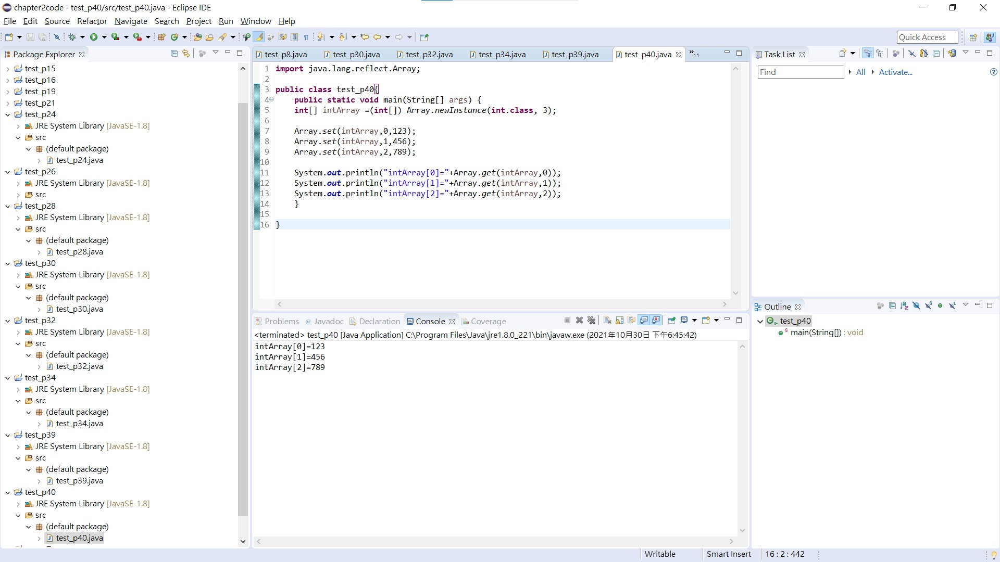 chapter2code - test_p40/src/test_p40.java - Eclipse IDE
File Edit Source Refactor Navigate Search Project Run Window Help
Quick Access
Package Explorer
test_p15
test_p16
test_p19
test_p21
test_p24
JRE System Library [JavaSE-1.8]
src
(default package)
test_p24.java
test_p26
JRE System Library [JavaSE-1.8]
src
test_p28
JRE System Library [JavaSE-1.8]
src
(default package)
test_p28.java
test_p30
JRE System Library [JavaSE-1.8]
src
(default package)
test_p30.java
test_p32
JRE System Library [JavaSE-1.8]
src
(default package)
test_p32.java
test_p34
JRE System Library [JavaSE-1.8]
src
(default package)
test_p34.java
test_p39
JRE System Library [JavaSE-1.8]
src
(default package)
test_p39.java
test_p40
JRE System Library [JavaSE-1.8]
src
(default package)
test_p40.java
test_p8.java test_p30.java test_p32.java test_p34.java test_p39.java test_p40.java »11
1 import java.lang.reflect.Array;
2
3 public class test_p40{
4 public static void main(String[] args) {
5 int[] intArray =(int[]) Array.newInstance(int.class, 3);
6
7 Array.set(intArray,0,123);
8 Array.set(intArray,1,456);
9 Array.set(intArray,2,789);
10
11 System.out.println("intArray[0]="+Array.get(intArray,0));
12 System.out.println("intArray[1]="+Array.get(intArray,1));
13 System.out.println("intArray[2]="+Array.get(intArray,2));
14 }
15
16 }
Problems @ Javadoc Declaration Console Coverage
<terminated> test_p40 [Java Application] C:\Program Files\Java\jre1.8.0_221\bin\javaw.exe (2021年10月30日 下午6:45:42)
intArray[0]=123
intArray[1]=456
intArray[2]=789
Task List
Find All Activate...
Outline
test_p40
main(String[]) : void
Writable Smart Insert 16 : 2 : 442